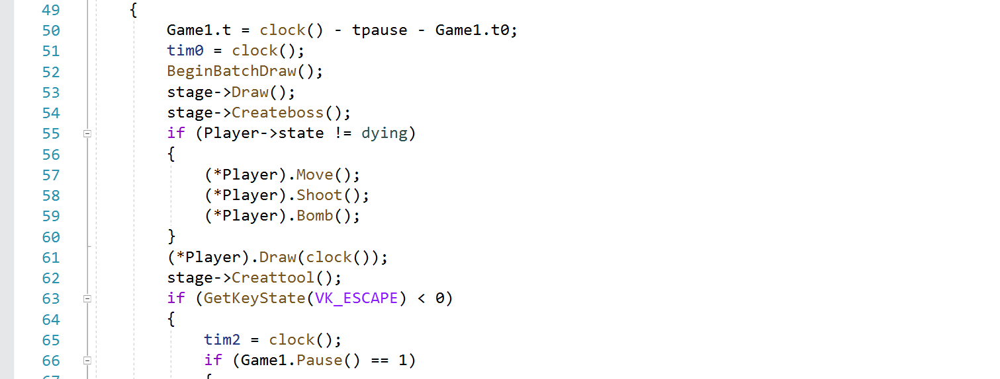 49 {
50 Game1.t = clock() - tpause - Game1.t0;
51 tim0 = clock();
52 BeginBatchDraw();
53 stage->Draw();
54 stage->Createboss();
55 if (Player->state != dying)
56 {
57 (*Player).Move();
58 (*Player).Shoot();
59 (*Player).Bomb();
60 }
61 (*Player).Draw(clock());
62 stage->Creattool();
63 if (GetKeyState(VK_ESCAPE) < 0)
64 {
65 tim2 = clock();
66 if (Game1.Pause() == 1)